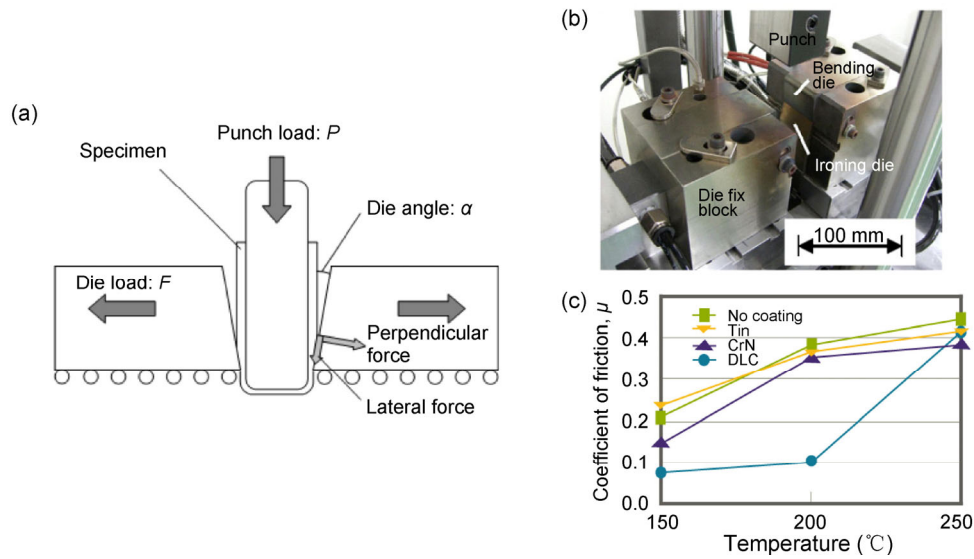 (a)
Punch load: P
Specimen
Die angle: α
Die load: F
Perpendicular
force
Lateral force
(b)
Punch
Bending
die
Ironing die
Die fix
block
100 mm
(c)
Coefficient of friction, μ
0.5
0.4
0.3
0.2
0.1
0.0
No coating
Tin
CrN
DLC
150
200
250
Temperature (℃)